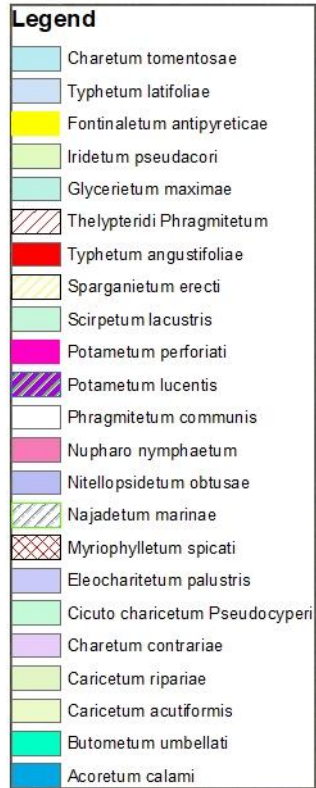 Legend
Charetum tomentosae
Typhetum latifoliae
Fontinaletum antipyreticae
Iridetum pseudacori
Glycerietum maximae
Thelypteridi Phragmitetum
Typhetum angustifoliae
Sparganietum erecti
Scirpetum lacustris
Potametum perforiati
Potametum lucentis
Phragmitetum communis
Nupharo nymphaetum
Nitellopsidetum obtusae
Najadetum marinae
Myriophylletum spicati
Eleocharitetum palustris
Cicuto charicetum Pseudocyperi
Charetum contrariae
Caricetum ripariae
Caricetum acutiformis
Butometum umbellati
Acoretum calami